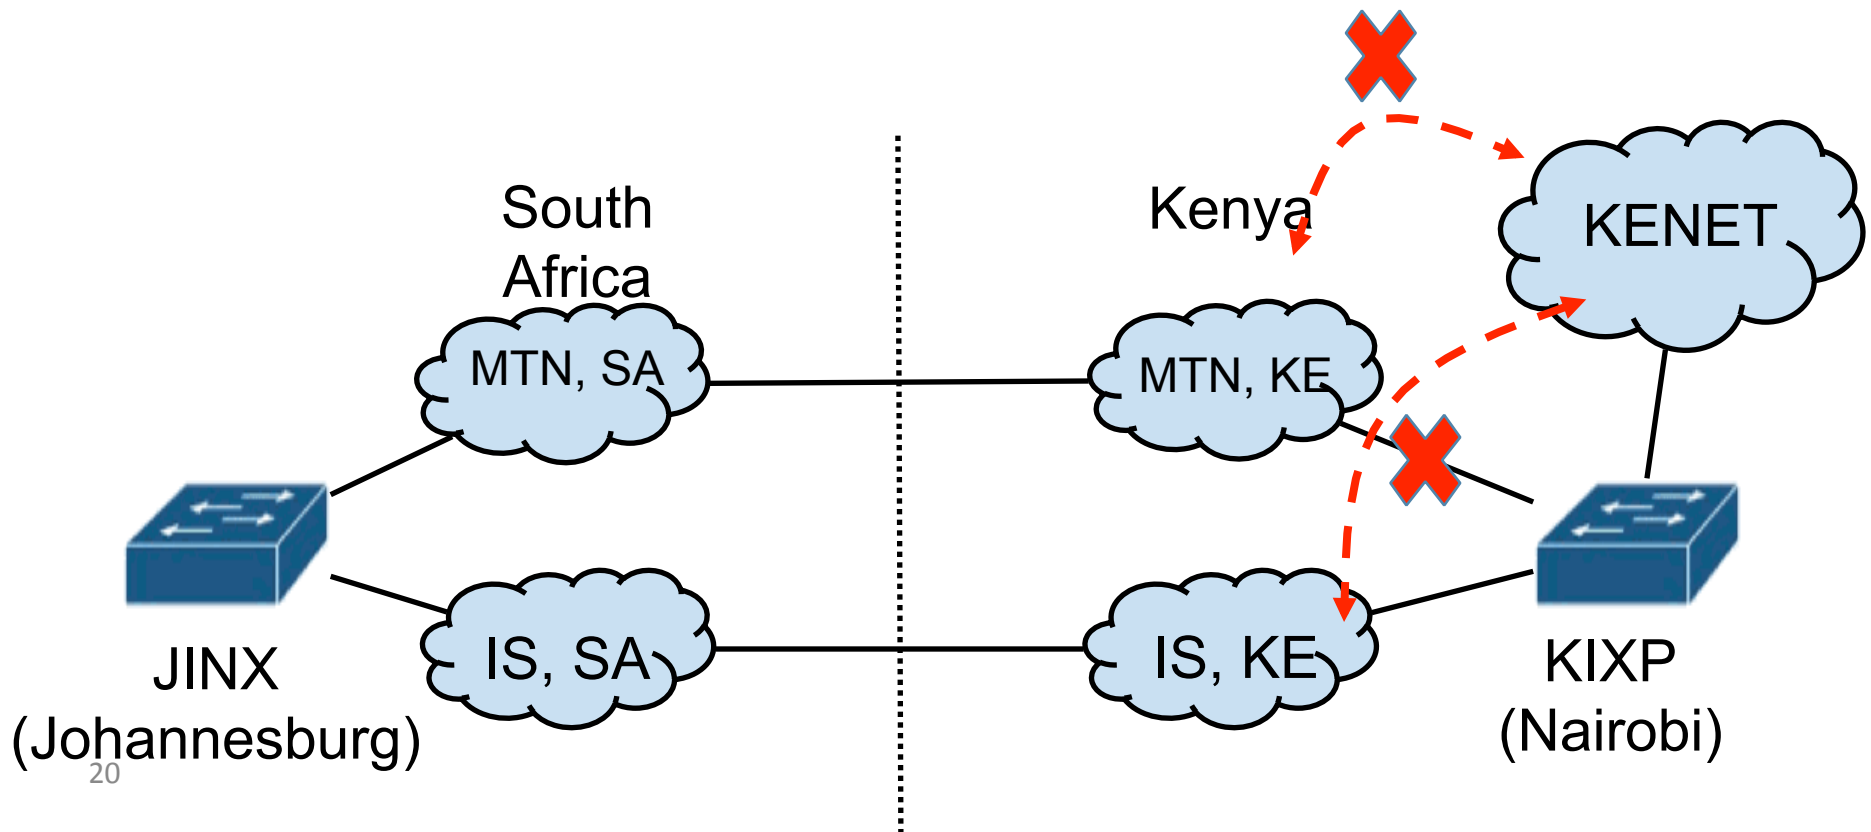 South
Africa
Kenya
KENET
MTN, SA
MTN, KE
IS, SA
IS, KE
JINX
(Johannesburg)
KIXP
(Nairobi)
20